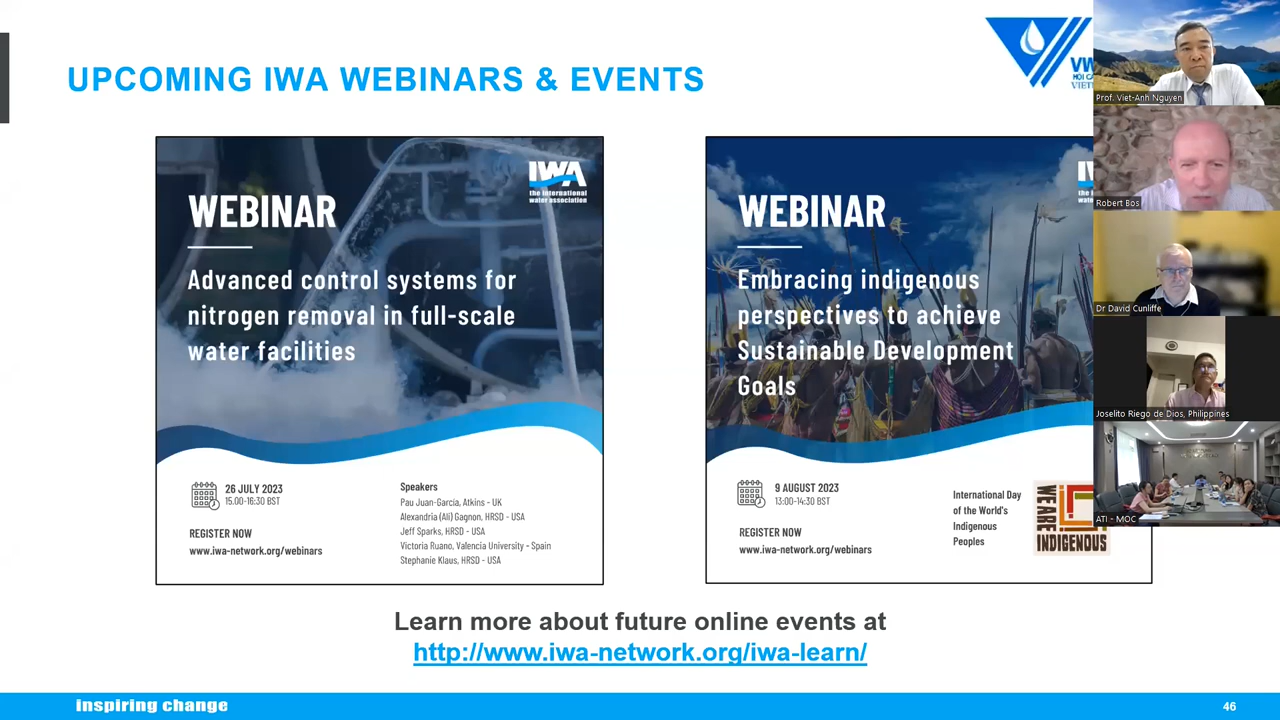 UPCOMING IWA WEBINARS & EVENTS
IWA
the international
water association
WEBINAR
Advanced control systems for
nitrogen removal in full-scale
water facilities
26 JULY 2023
15.00-16:30 BST
REGISTER NOW
www.iwa-network.org/webinars
Speakers
Pau Juan-García, Atkins - UK
Alexandria (Ali) Gagnon, HRSD - USA
Jeff Sparks, HRSD - USA
Victoria Ruano, Valencia University - Spain
Stephanie Klaus, HRSD - USA
WEBINAR
Embracing indigenous
perspectives to achieve
Sustainable Development
Goals
9 AUGUST 2023
13:00-14:30 BST
REGISTER NOW
www.iwa-network.org/webinars
International Day
of the World's
Indigenous
Peoples
WE ARE
INDIGENOUS
Learn more about future online events at
http://www.iwa-network.org/iwa-learn/
inspiring change
46
Prof. Viet-Anh Nguyen
Robert Bos
Dr David Cunliffe
Joselito Riego de Dios, Philippines
ATI - MOC